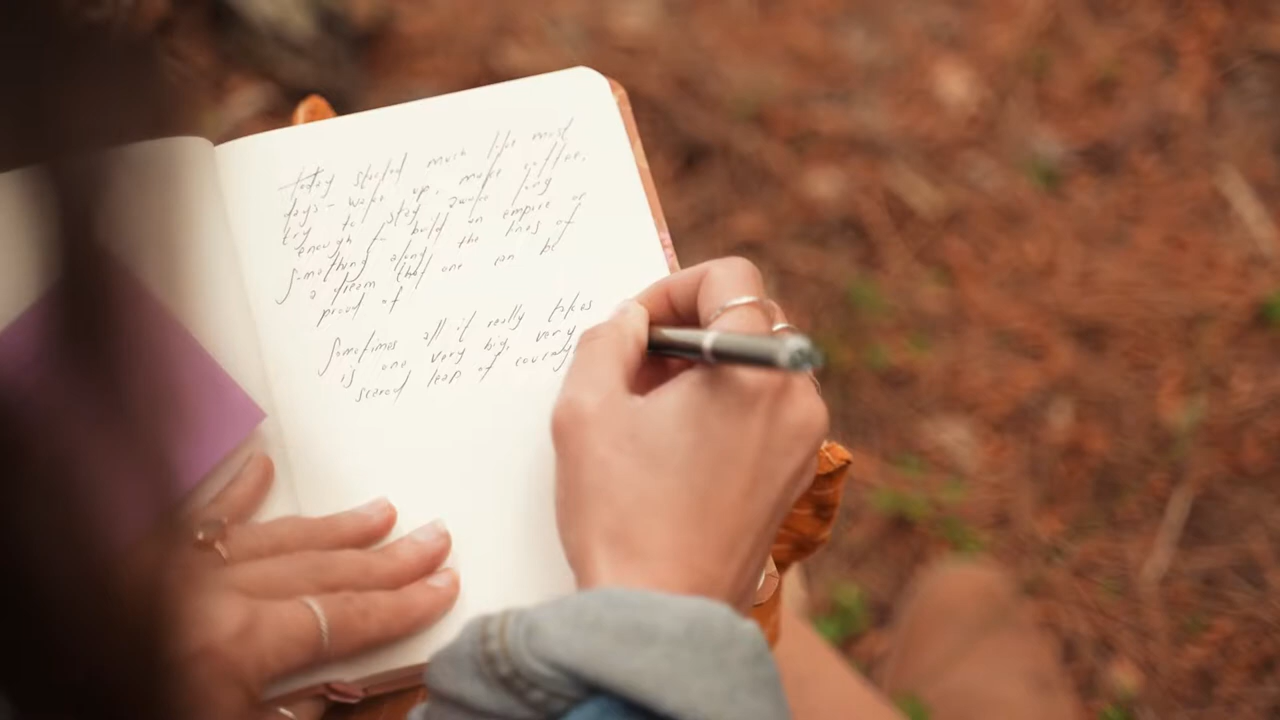 today started much like most
days - wake up, make coffee,
try to stay awake long
enough to build an empire or
something along the lines of
a dream that one can be
proud of
Sometimes all it really takes
is one very big, very
scared leap of